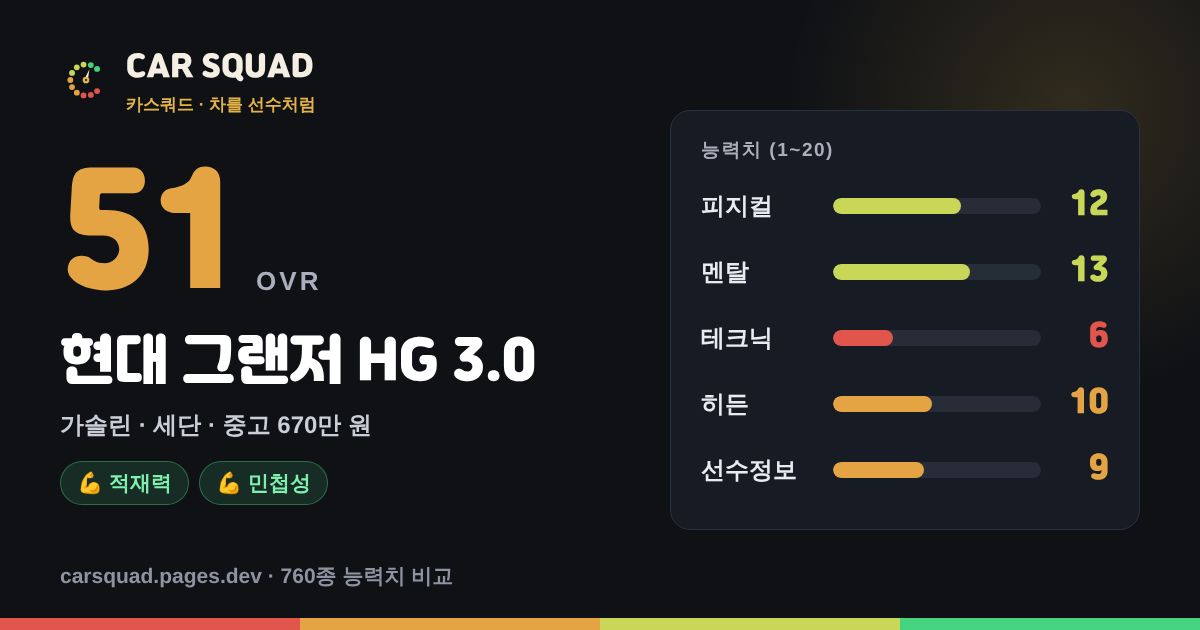 CAR SQUAD
카스쿼드 · 차를 선수처럼
51 OVR
현대 그랜저 HG 3.0
가솔린 · 세단 · 중고 670만 원
💪 적재력 💪 민첩성
carsquad.pages.dev · 760종 능력치 비교
능력치 (1~20)
피지컬 12
멘탈 13
테크닉 6
히든 10
선수정보 9